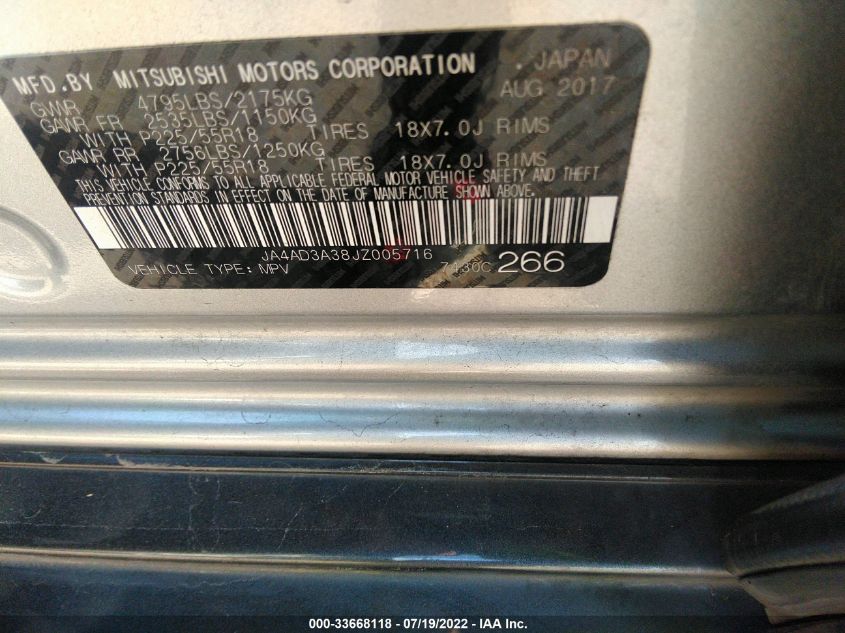 MFD.BY MITSUBISHI MOTORS CORPORATION . JAPAN
GVWR 4795LBS/2175KG AUG 2017
GAWR FR 2535LBS/1150KG
WITH P225/55R18 TIRES 18X7.0J RIMS
GAWR RR 2756LBS/1250KG
WITH P225/55R18 TIRES 18X7.0J RIMS
THIS VEHICLE CONFORMS TO ALL APPLICABLE FEDERAL MOTOR VEHICLE SAFETY AND THEFT
PREVENTION STANDARDS IN EFFECT ON THE DATE OF MANUFACTURE SHOWN ABOVE.
JA4AD3A38JZ005716
VEHICLE TYPE: MPV 7430C 266
000-33668118 - 07/19/2022 - IAA Inc.